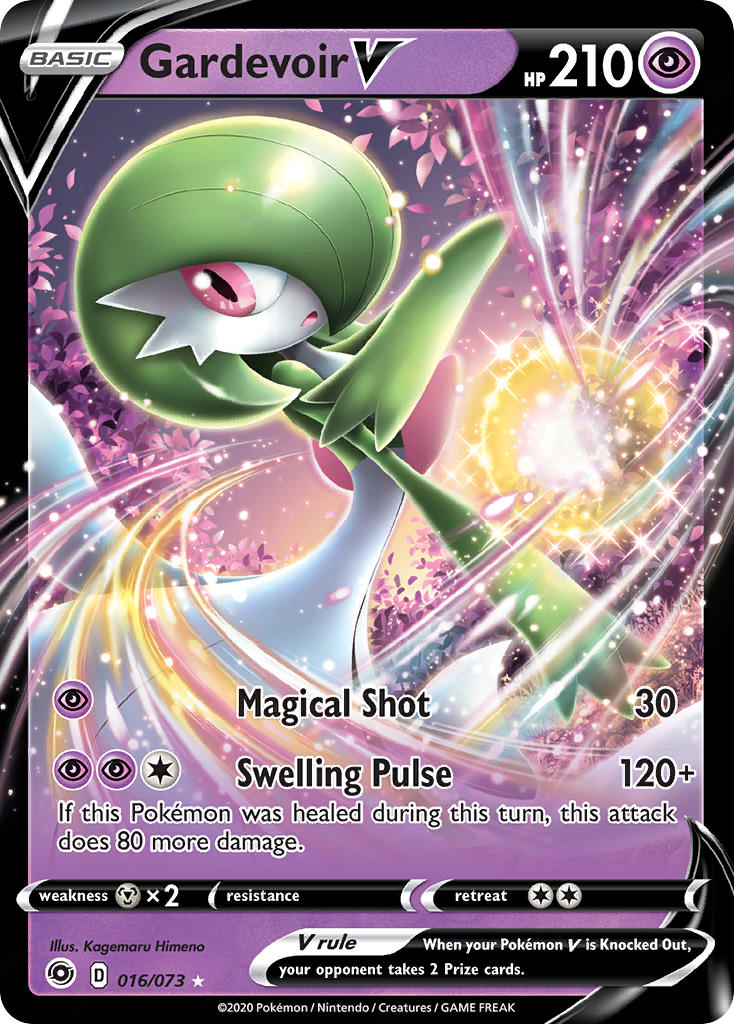 BASIC
Gardevoir V
HP 210
Magical Shot 30
Swelling Pulse 120+
If this Pokémon was healed during this turn, this attack
does 80 more damage.
weakness ×2 resistance retreat
Illus. Kagemaru Himeno
D 016/073 ★
V rule When your Pokémon V is Knocked Out,
your opponent takes 2 Prize cards.
©2020 Pokémon / Nintendo / Creatures / GAME FREAK